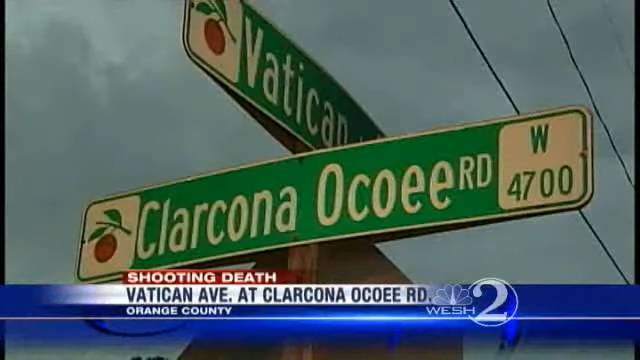 Vatican
Clarcona Ocoee RD
W
4700
SHOOTING DEATH
VATICAN AVE. AT CLARCONA OCOEE RD.
ORANGE COUNTY
WESH 2